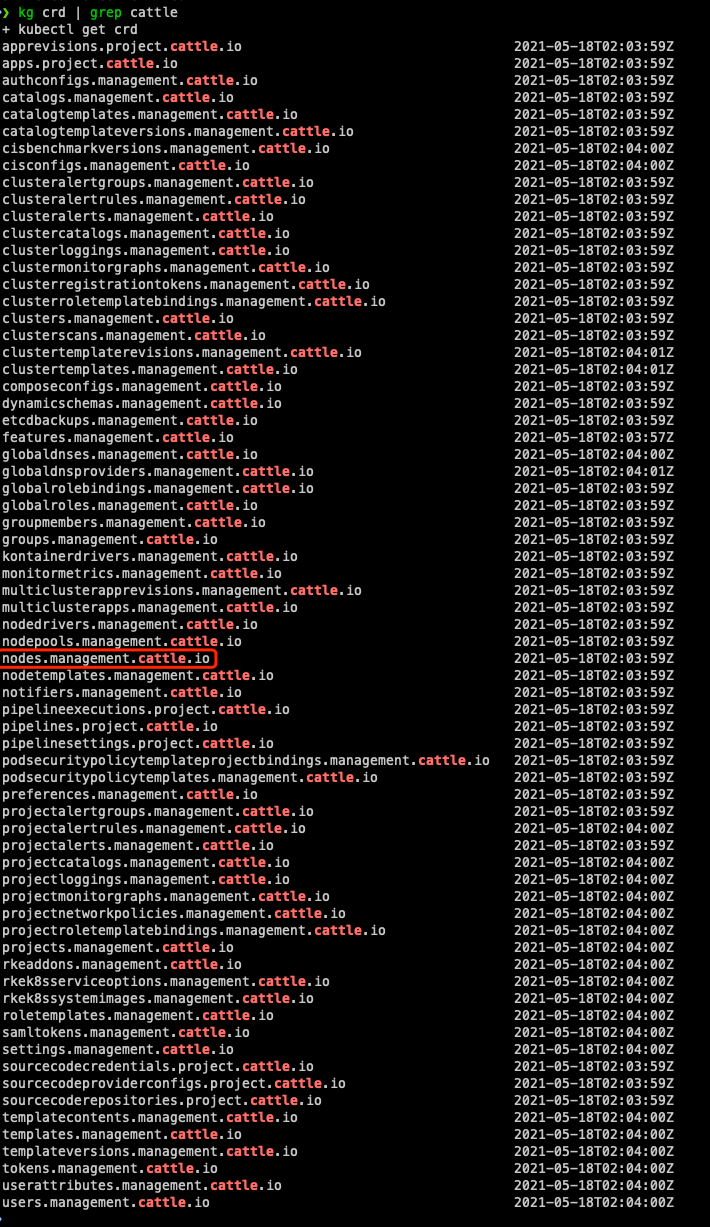 ❯ kg crd | grep cattle
+ kubectl get crd
apprevisions.project.cattle.io 2021-05-18T02:03:59Z
apps.project.cattle.io 2021-05-18T02:03:59Z
authconfigs.management.cattle.io 2021-05-18T02:03:59Z
catalogs.management.cattle.io 2021-05-18T02:03:59Z
catalogtemplates.management.cattle.io 2021-05-18T02:03:59Z
catalogtemplateversions.management.cattle.io 2021-05-18T02:03:59Z
cisbenchmarkversions.management.cattle.io 2021-05-18T02:04:00Z
cisconfigs.management.cattle.io 2021-05-18T02:04:00Z
clusteralertgroups.management.cattle.io 2021-05-18T02:03:59Z
clusteralertrules.management.cattle.io 2021-05-18T02:03:59Z
clusteralerts.management.cattle.io 2021-05-18T02:03:59Z
clustercatalogs.management.cattle.io 2021-05-18T02:03:59Z
clusterloggings.management.cattle.io 2021-05-18T02:03:59Z
clustermonitorgraphs.management.cattle.io 2021-05-18T02:03:59Z
clusterregistrationtokens.management.cattle.io 2021-05-18T02:03:59Z
clusterroletemplatebindings.management.cattle.io 2021-05-18T02:03:59Z
clusters.management.cattle.io 2021-05-18T02:03:59Z
clusterscans.management.cattle.io 2021-05-18T02:03:59Z
clustertemplaterevisions.management.cattle.io 2021-05-18T02:04:01Z
clustertemplates.management.cattle.io 2021-05-18T02:04:01Z
composeconfigs.management.cattle.io 2021-05-18T02:03:59Z
dynamicschemas.management.cattle.io 2021-05-18T02:03:59Z
etcdbackups.management.cattle.io 2021-05-18T02:03:59Z
features.management.cattle.io 2021-05-18T02:03:57Z
globaldnses.management.cattle.io 2021-05-18T02:04:00Z
globaldnsproviders.management.cattle.io 2021-05-18T02:04:01Z
globalrolebindings.management.cattle.io 2021-05-18T02:03:59Z
globalroles.management.cattle.io 2021-05-18T02:03:59Z
groupmembers.management.cattle.io 2021-05-18T02:03:59Z
groups.management.cattle.io 2021-05-18T02:03:59Z
kontainerdrivers.management.cattle.io 2021-05-18T02:03:59Z
monitormetrics.management.cattle.io 2021-05-18T02:03:59Z
multiclusterapprevisions.management.cattle.io 2021-05-18T02:03:59Z
multiclusterapps.management.cattle.io 2021-05-18T02:03:59Z
nodedrivers.management.cattle.io 2021-05-18T02:03:59Z
nodepools.management.cattle.io 2021-05-18T02:03:59Z
nodes.management.cattle.io 2021-05-18T02:03:59Z
nodetemplates.management.cattle.io 2021-05-18T02:03:59Z
notifiers.management.cattle.io 2021-05-18T02:03:59Z
pipelineexecutions.project.cattle.io 2021-05-18T02:03:59Z
pipelines.project.cattle.io 2021-05-18T02:03:59Z
pipelinesettings.project.cattle.io 2021-05-18T02:03:59Z
podsecuritypolicytemplateprojectbindings.management.cattle.io 2021-05-18T02:03:59Z
podsecuritypolicytemplates.management.cattle.io 2021-05-18T02:03:59Z
preferences.management.cattle.io 2021-05-18T02:03:59Z
projectalertgroups.management.cattle.io 2021-05-18T02:03:59Z
projectalertrules.management.cattle.io 2021-05-18T02:04:00Z
projectalerts.management.cattle.io 2021-05-18T02:03:59Z
projectcatalogs.management.cattle.io 2021-05-18T02:04:00Z
projectloggings.management.cattle.io 2021-05-18T02:04:00Z
projectmonitorgraphs.management.cattle.io 2021-05-18T02:04:00Z
projectnetworkpolicies.management.cattle.io 2021-05-18T02:04:00Z
projectroletemplatebindings.management.cattle.io 2021-05-18T02:04:00Z
projects.management.cattle.io 2021-05-18T02:04:00Z
rkeaddons.management.cattle.io 2021-05-18T02:04:00Z
rkek8sserviceoptions.management.cattle.io 2021-05-18T02:04:00Z
rkek8ssystemimages.management.cattle.io 2021-05-18T02:04:00Z
roletemplates.management.cattle.io 2021-05-18T02:04:00Z
samltokens.management.cattle.io 2021-05-18T02:04:00Z
settings.management.cattle.io 2021-05-18T02:04:00Z
sourcecodecredentials.project.cattle.io 2021-05-18T02:03:59Z
sourcecodeproviderconfigs.project.cattle.io 2021-05-18T02:03:59Z
sourcecoderepositories.project.cattle.io 2021-05-18T02:03:59Z
templatecontents.management.cattle.io 2021-05-18T02:04:00Z
templates.management.cattle.io 2021-05-18T02:04:00Z
templateversions.management.cattle.io 2021-05-18T02:04:00Z
tokens.management.cattle.io 2021-05-18T02:04:00Z
userattributes.management.cattle.io 2021-05-18T02:04:00Z
users.management.cattle.io 2021-05-18T02:04:00Z